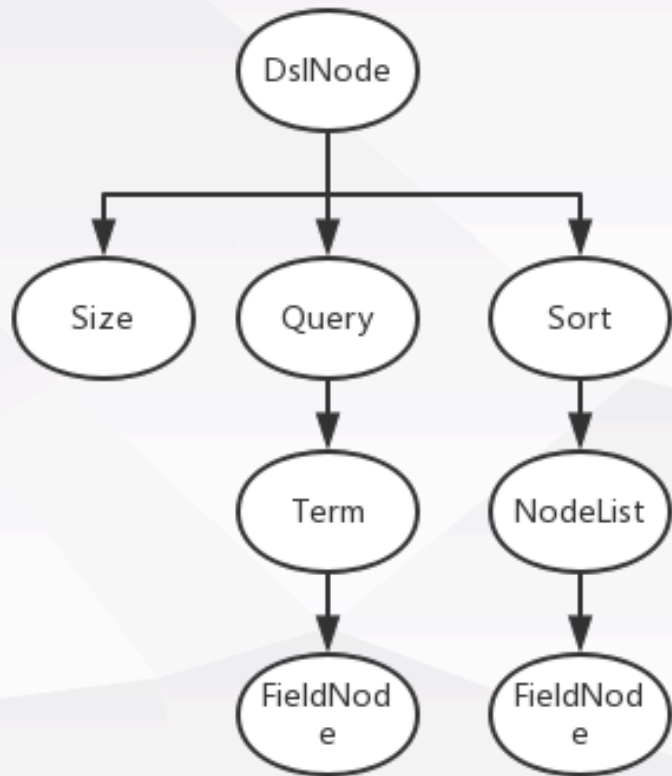 DslNode
Size
Query
Sort
Term
NodeList
FieldNod
e
FieldNod
e